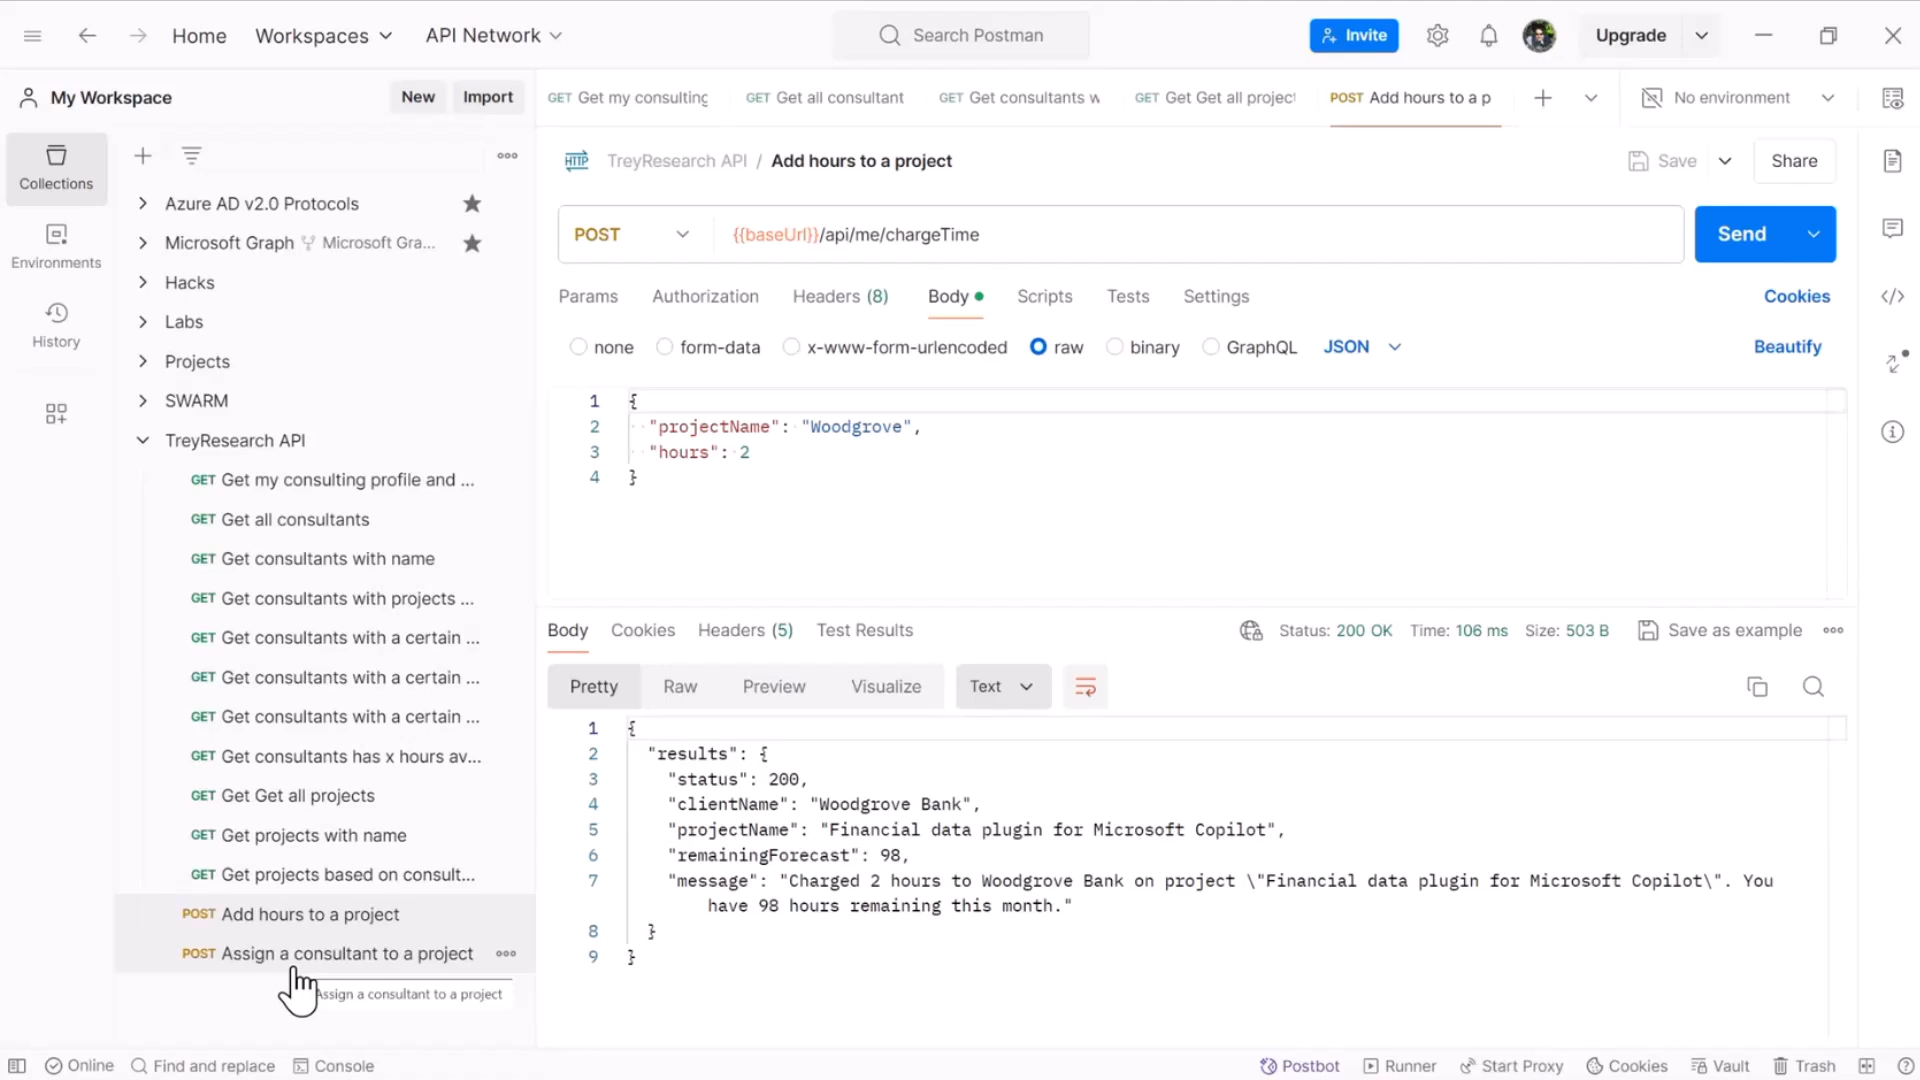 Home Workspaces API Network Search Postman Invite Upgrade
My Workspace New Import
GET Get my consulting GET Get all consultant GET Get consultants w GET Get Get all project POST Add hours to a p No environment
Collections
Environments
History
Azure AD v2.0 Protocols
Microsoft Graph Microsoft Gra...
Hacks
Labs
Projects
SWARM
TreyResearch API
GET Get my consulting profile and ...
GET Get all consultants
GET Get consultants with name
GET Get consultants with projects ...
GET Get consultants with a certain ...
GET Get consultants with a certain ...
GET Get consultants with a certain ...
GET Get consultants has x hours av...
GET Get Get all projects
GET Get projects with name
GET Get projects based on consult...
POST Add hours to a project
POST Assign a consultant to a project
Assign a consultant to a project
HTTP TreyResearch API / Add hours to a project Save Share
POST {{baseUrl}}/api/me/chargeTime Send
Params Authorization Headers (8) Body Scripts Tests Settings Cookies
none form-data x-www-form-urlencoded raw binary GraphQL JSON Beautify
1 {
2 "projectName": "Woodgrove",
3 "hours": 2
4 }
Body Cookies Headers (5) Test Results Status: 200 OK Time: 106 ms Size: 503 B Save as example
Pretty Raw Preview Visualize Text
1 {
2 "results": {
3 "status": 200,
4 "clientName": "Woodgrove Bank",
5 "projectName": "Financial data plugin for Microsoft Copilot",
6 "remainingForecast": 98,
7 "message": "Charged 2 hours to Woodgrove Bank on project \"Financial data plugin for Microsoft Copilot\". You
have 98 hours remaining this month."
8 }
9 }
Online Find and replace Console Postbot Runner Start Proxy Cookies Vault Trash